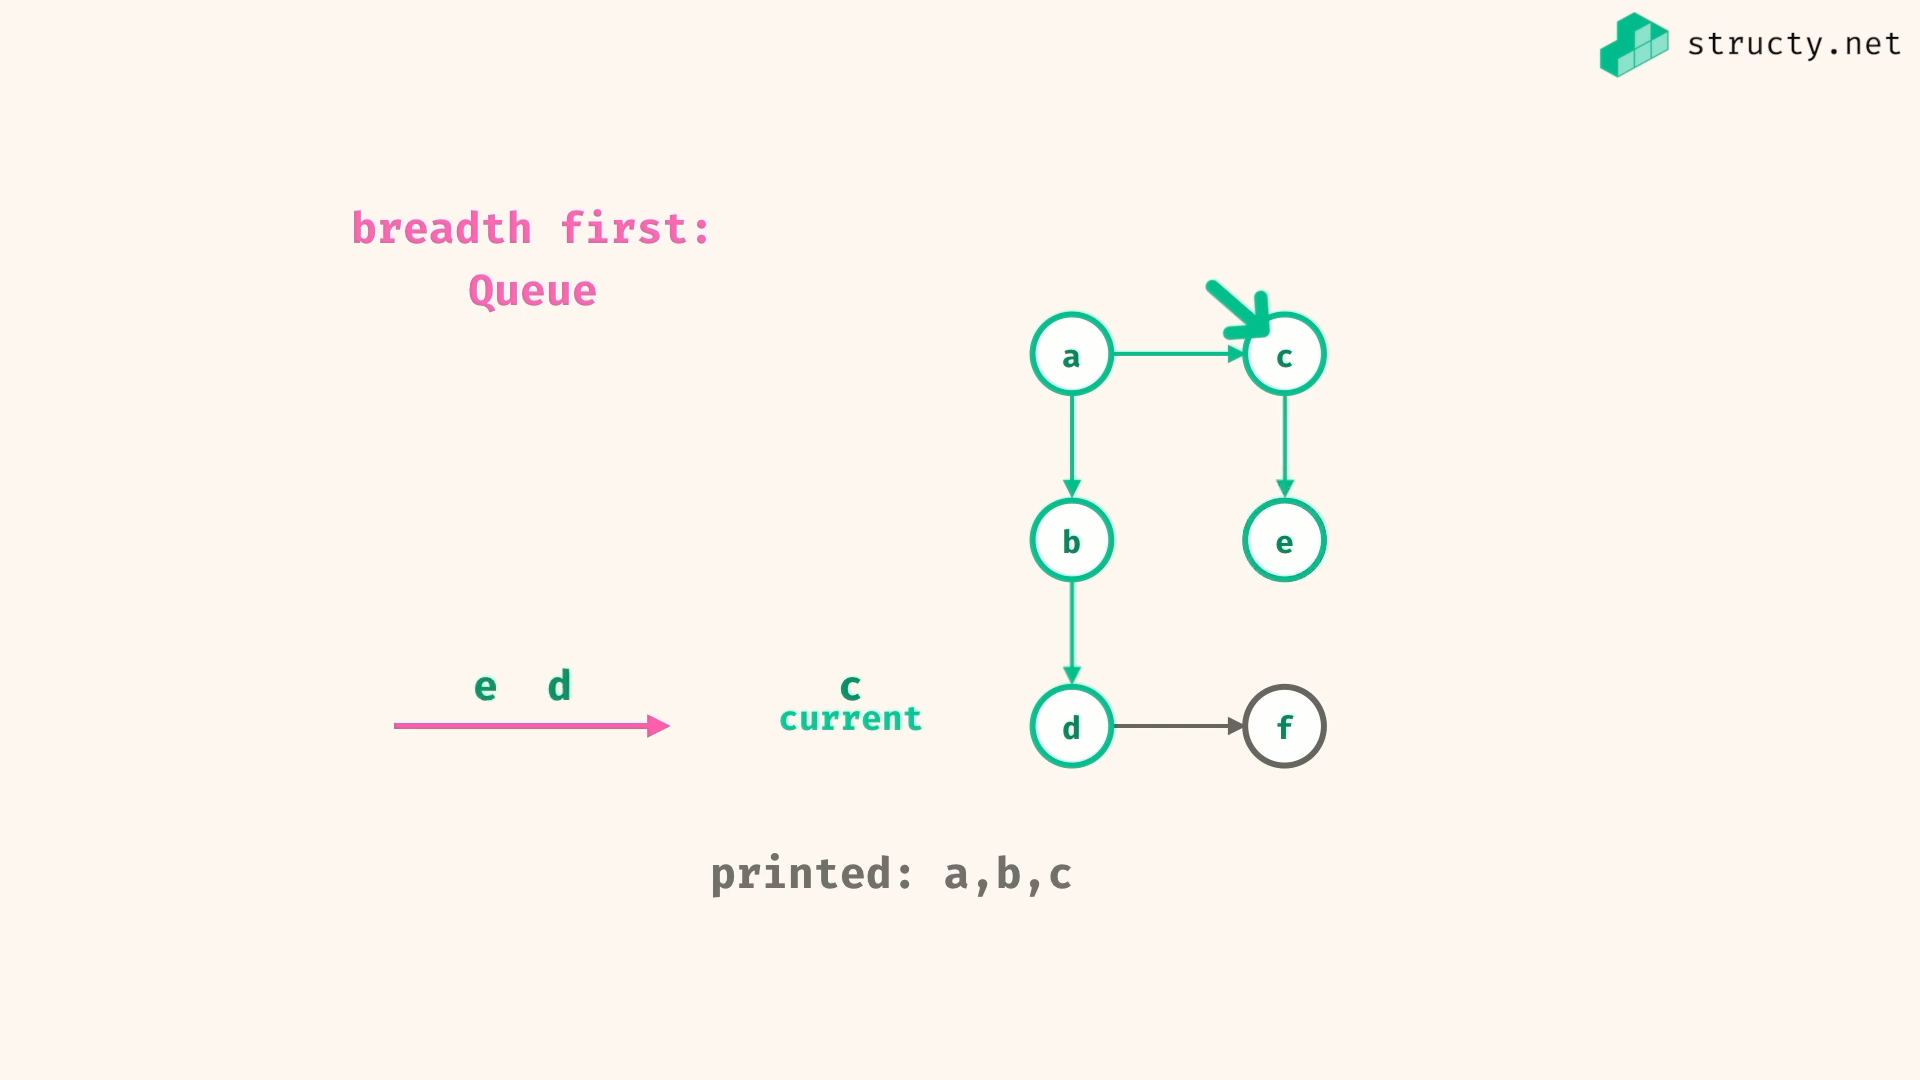 structy.net
breadth first:
Queue
a
c
b
e
e d
c
current
d
f
printed: a,b,c